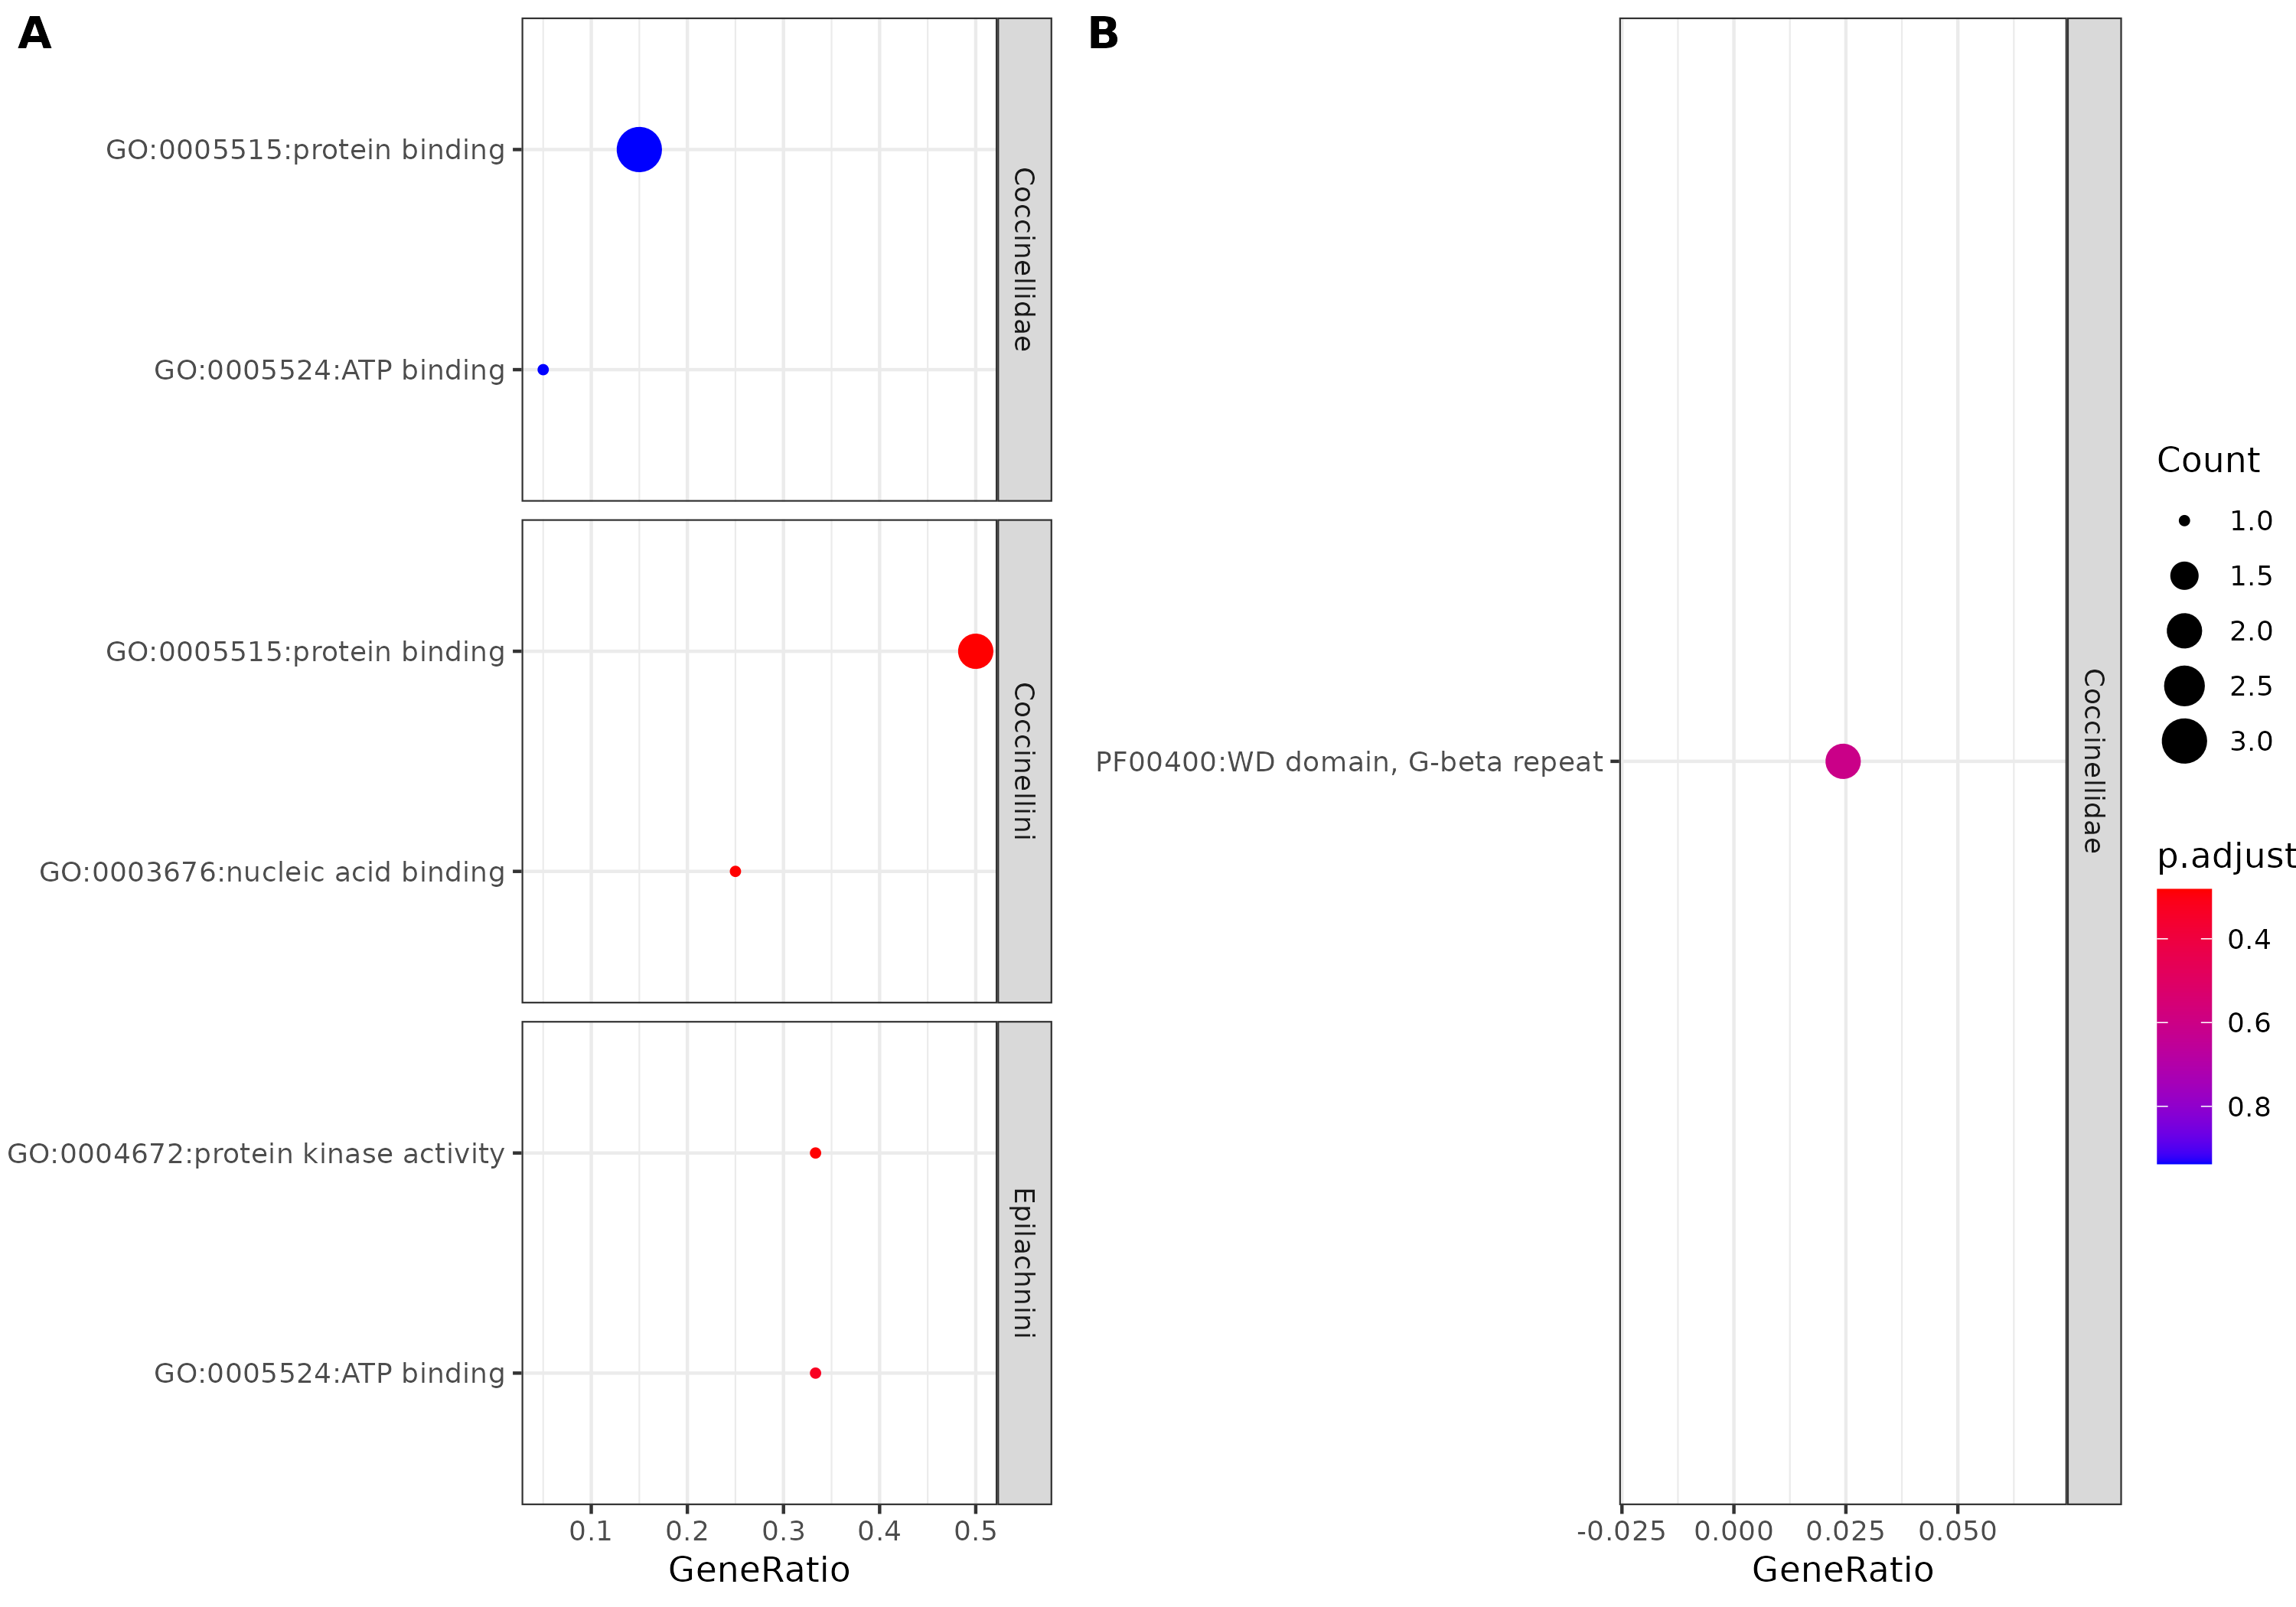 A
GO:0005515:protein binding
GO:0005524:ATP binding
Coccinellidae
GO:0005515:protein binding
GO:0003676:nucleic acid binding
Coccinellini
GO:0004672:protein kinase activity
GO:0005524:ATP binding
Epilachnini
0.1 0.2 0.3 0.4 0.5
GeneRatio
B
PF00400:WD domain, G-beta repeat
Coccinellidae
-0.025 0.000 0.025 0.050
GeneRatio
Count
1.0
1.5
2.0
2.5
3.0
p.adjust
0.4
0.6
0.8